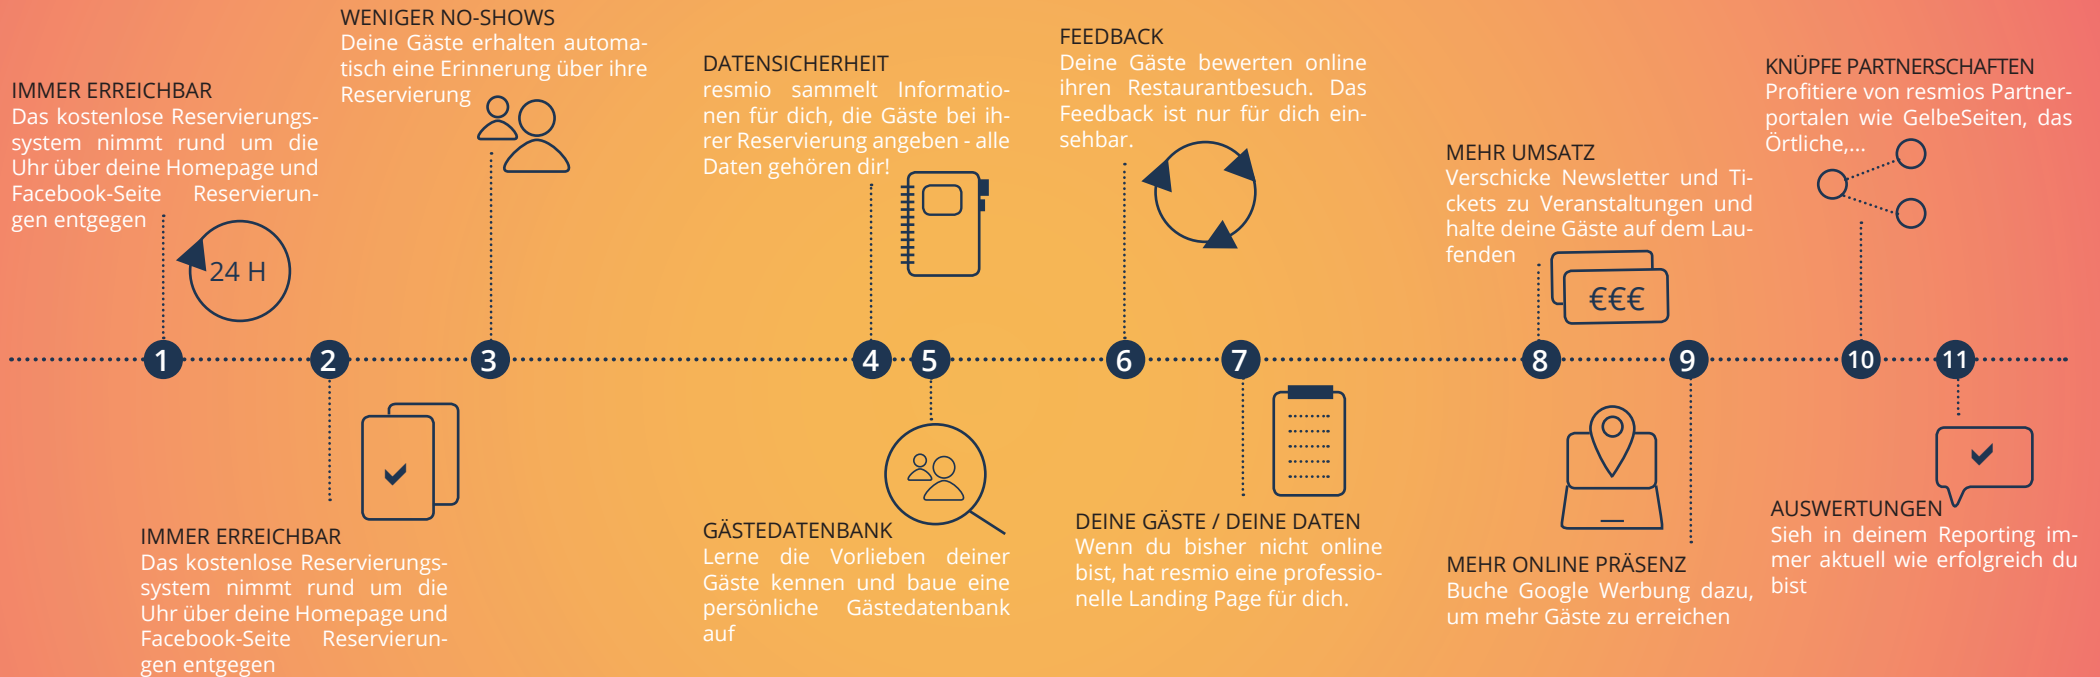 IMMER ERREICHBAR
Das kostenlose Reservierungs-
system nimmt rund um die
Uhr über deine Homepage und
Facebook-Seite Reservierun-
gen entgegen
24 H
1
IMMER ERREICHBAR
Das kostenlose Reservierungs-
system nimmt rund um die
Uhr über deine Homepage und
Facebook-Seite Reservierun-
gen entgegen
2
WENIGER NO-SHOWS
Deine Gäste erhalten automa-
tisch eine Erinnerung über ihre
Reservierung
3
DATENSICHERHEIT
resmio sammelt Informatio-
nen für dich, die Gäste bei ih-
rer Reservierung angeben - alle
Daten gehören dir!
4
5
GÄSTEDATENBANK
Lerne die Vorlieben deiner
Gäste kennen und baue eine
persönliche Gästedatenbank
auf
FEEDBACK
Deine Gäste bewerten online
ihren Restaurantbesuch. Das
Feedback ist nur für dich ein-
sehbar.
6
7
DEINE GÄSTE / DEINE DATEN
Wenn du bisher nicht online
bist, hat resmio eine professio-
nelle Landing Page für dich.
MEHR UMSATZ
Verschicke Newsletter und Ti-
ckets zu Veranstaltungen und
halte deine Gäste auf dem Lau-
fenden
€€€
8
9
MEHR ONLINE PRÄSENZ
Buche Google Werbung dazu,
um mehr Gäste zu erreichen
KNÜPFE PARTNERSCHAFTEN
Profitiere von resmios Partner-
portalen wie GelbeSeiten, das
Örtliche,...
10
11
AUSWERTUNGEN
Sieh in deinem Reporting im-
mer aktuell wie erfolgreich du
bist